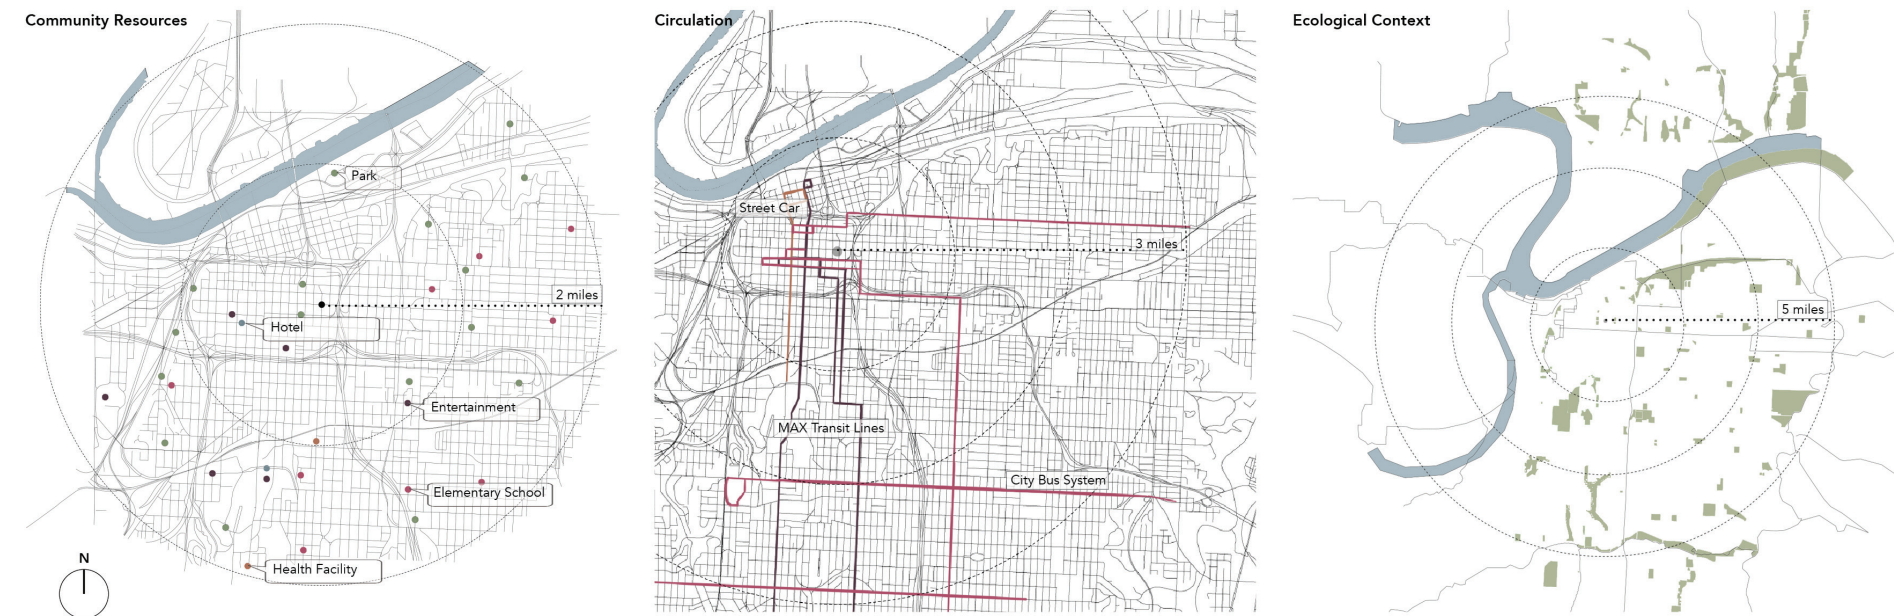 Community Resources
Park
2 miles
Hotel
Entertainment
Elementary School
Health Facility
N
Circulation
Street Car
3 miles
MAX Transit Lines
City Bus System
Ecological Context
5 miles